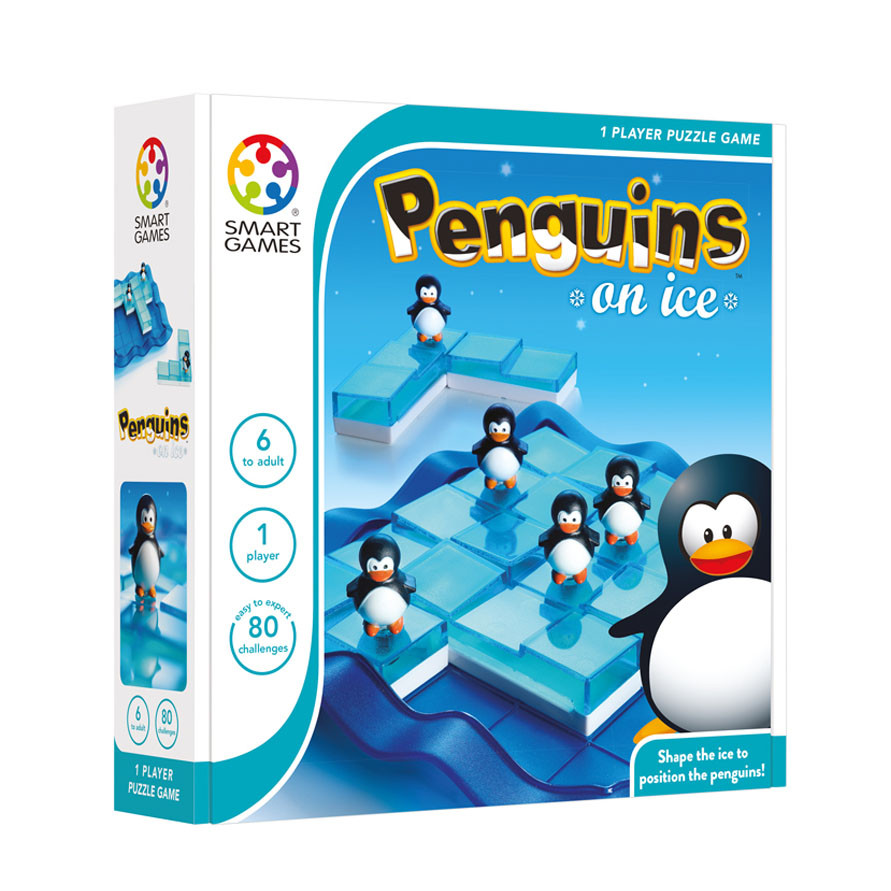 SMART
GAMES
®
Penguins
on ice
6
to adult
80
challenges
1 PLAYER
PUZZLE GAME
SMART
GAMES
®
6
to adult
1
player
easy to expert
80
challenges
1 PLAYER PUZZLE GAME
Penguins
™
on ice
Shape the ice to
position the penguins!